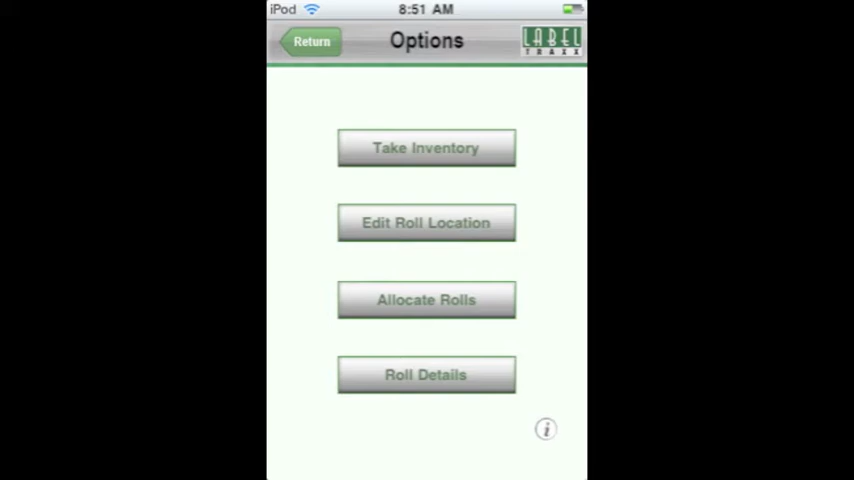 iPod 8:51 AM
Return Options LABEL
TRAXX
Take Inventory
Edit Roll Location
Allocate Rolls
Roll Details
i